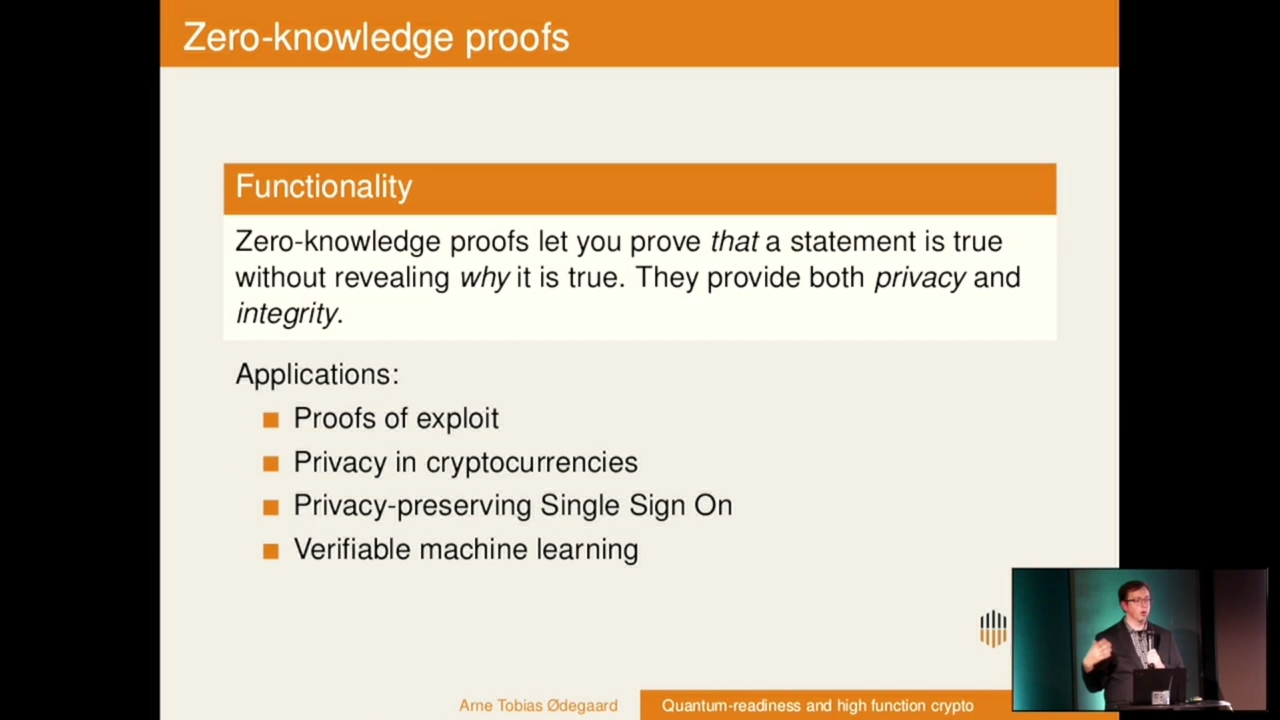 Zero-knowledge proofs
Functionality
Zero-knowledge proofs let you prove that a statement is true
without revealing why it is true. They provide both privacy and
integrity.
Applications:
Proofs of exploit
Privacy in cryptocurrencies
Privacy-preserving Single Sign On
Verifiable machine learning
Arne Tobias Ødegaard
Quantum-readiness and high function crypto